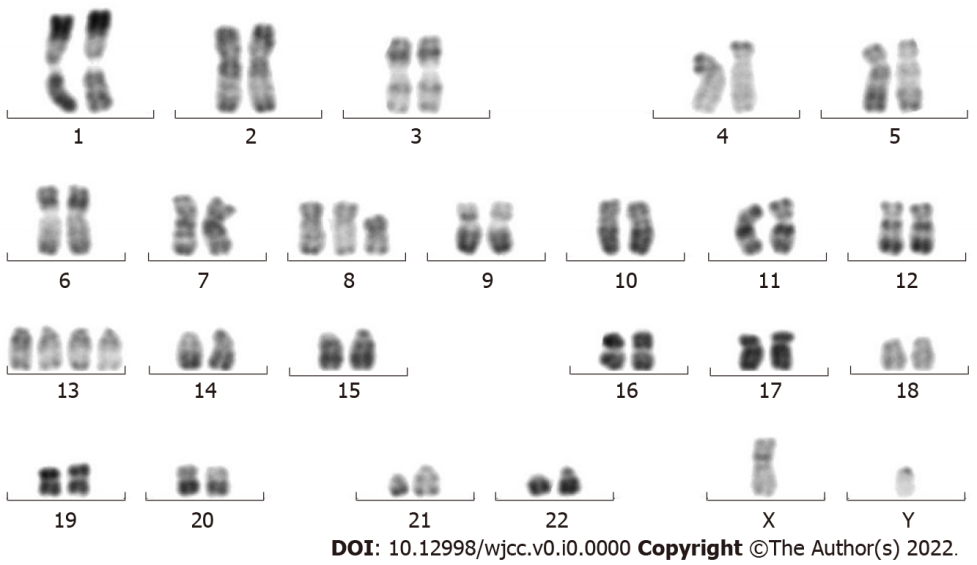 1 2 3 4 5
6 7 8 9 10 11 12
13 14 15 16 17 18
19 20 21 22 X Y
DOI: 10.12998/wjcc.v0.i0.0000 Copyright ©The Author(s) 2022.